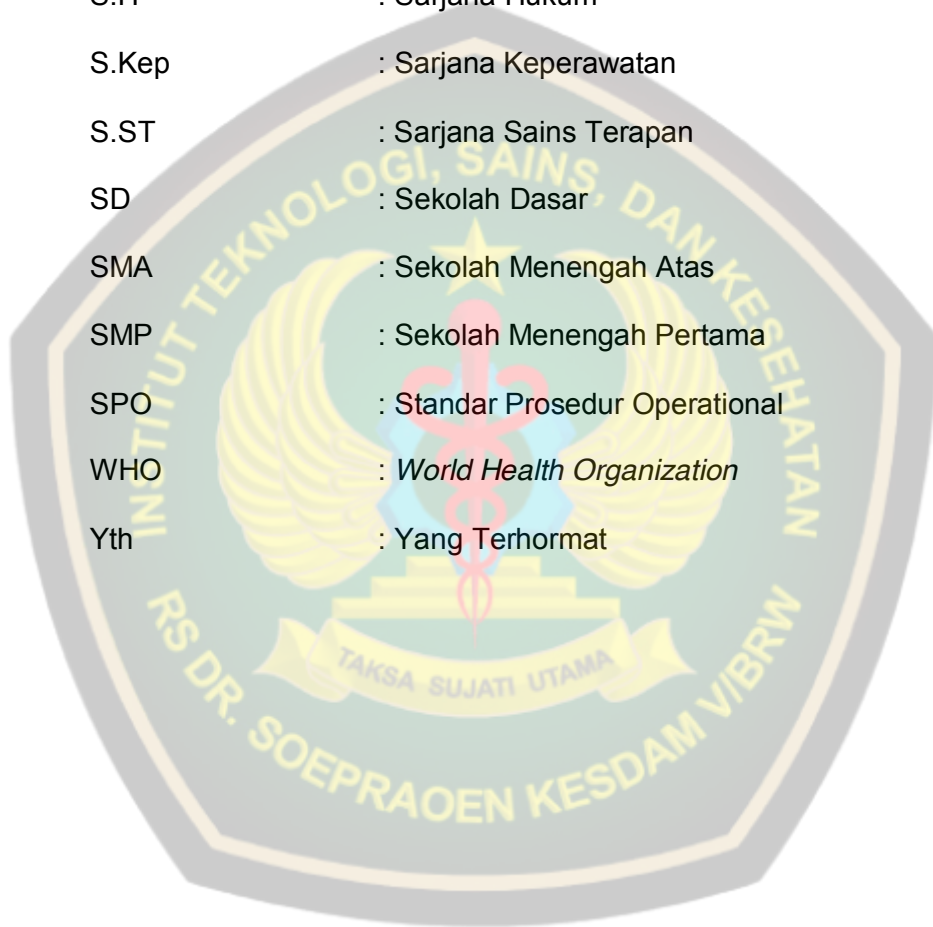 S.H : Sarjana Hukum
S.Kep : Sarjana Keperawatan
S.ST : Sarjana Sains Terapan
SD : Sekolah Dasar
SMA : Sekolah Menengah Atas
SMP : Sekolah Menengah Pertama
SPO : Standar Prosedur Operational
WHO : World Health Organization
Yth : Yang Terhormat
INSTITUT TEKNOLOGI, SAINS, DAN KESEHATAN
TAKSA SUJATI UTAMA
RS DR. SOEPRAOEN KESDAM V/BRW